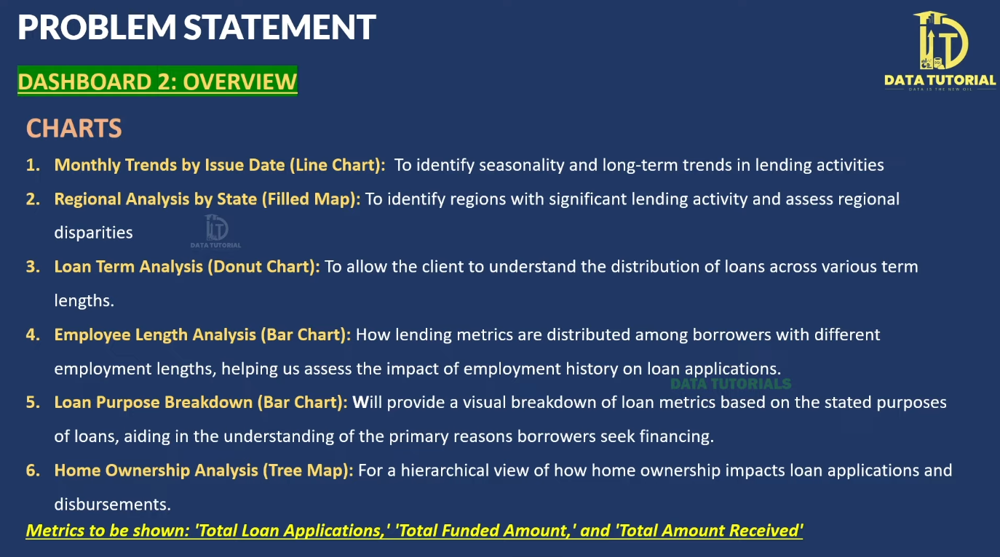 PROBLEM STATEMENT
DATA TUTORIAL
DATA IS THE NEW OIL
DASHBOARD 2: OVERVIEW
CHARTS
1. Monthly Trends by Issue Date (Line Chart): To identify seasonality and long-term trends in lending activities
2. Regional Analysis by State (Filled Map): To identify regions with significant lending activity and assess regional
disparities
DATA TUTORIAL
3. Loan Term Analysis (Donut Chart): To allow the client to understand the distribution of loans across various term
lengths.
4. Employee Length Analysis (Bar Chart): How lending metrics are distributed among borrowers with different
employment lengths, helping us assess the impact of employment history on loan applications.
DATA TUTORIALS
5. Loan Purpose Breakdown (Bar Chart): Will provide a visual breakdown of loan metrics based on the stated purposes
of loans, aiding in the understanding of the primary reasons borrowers seek financing.
6. Home Ownership Analysis (Tree Map): For a hierarchical view of how home ownership impacts loan applications and
disbursements.
Metrics to be shown: 'Total Loan Applications,' 'Total Funded Amount,' and 'Total Amount Received'